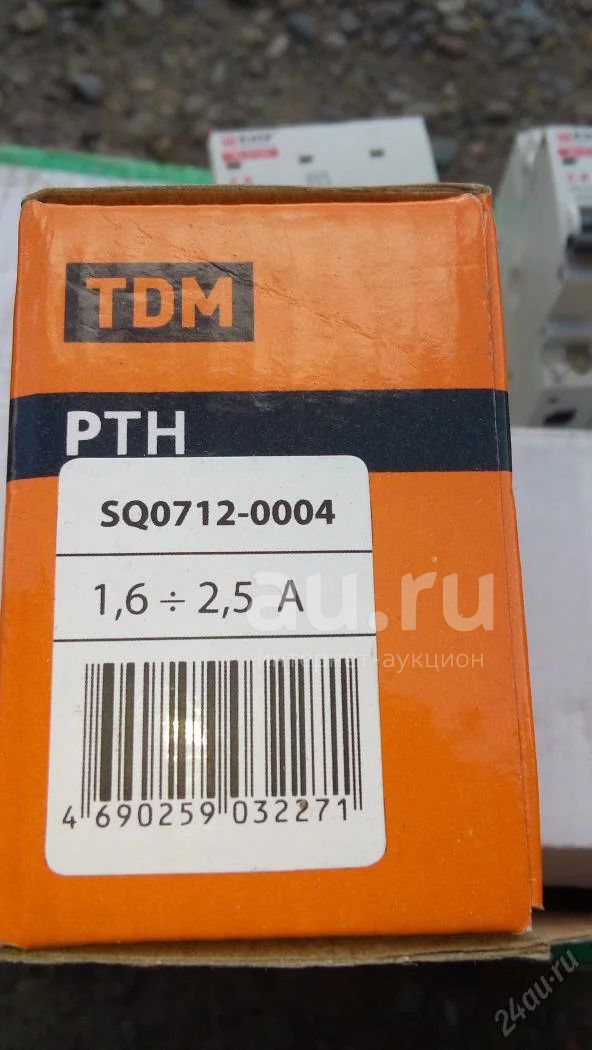 TDM
РТН
SQ0712-0004
1,6 ÷ 2,5 А
au.ru
интернет-аукцион
4 690259 032271
24au.ru